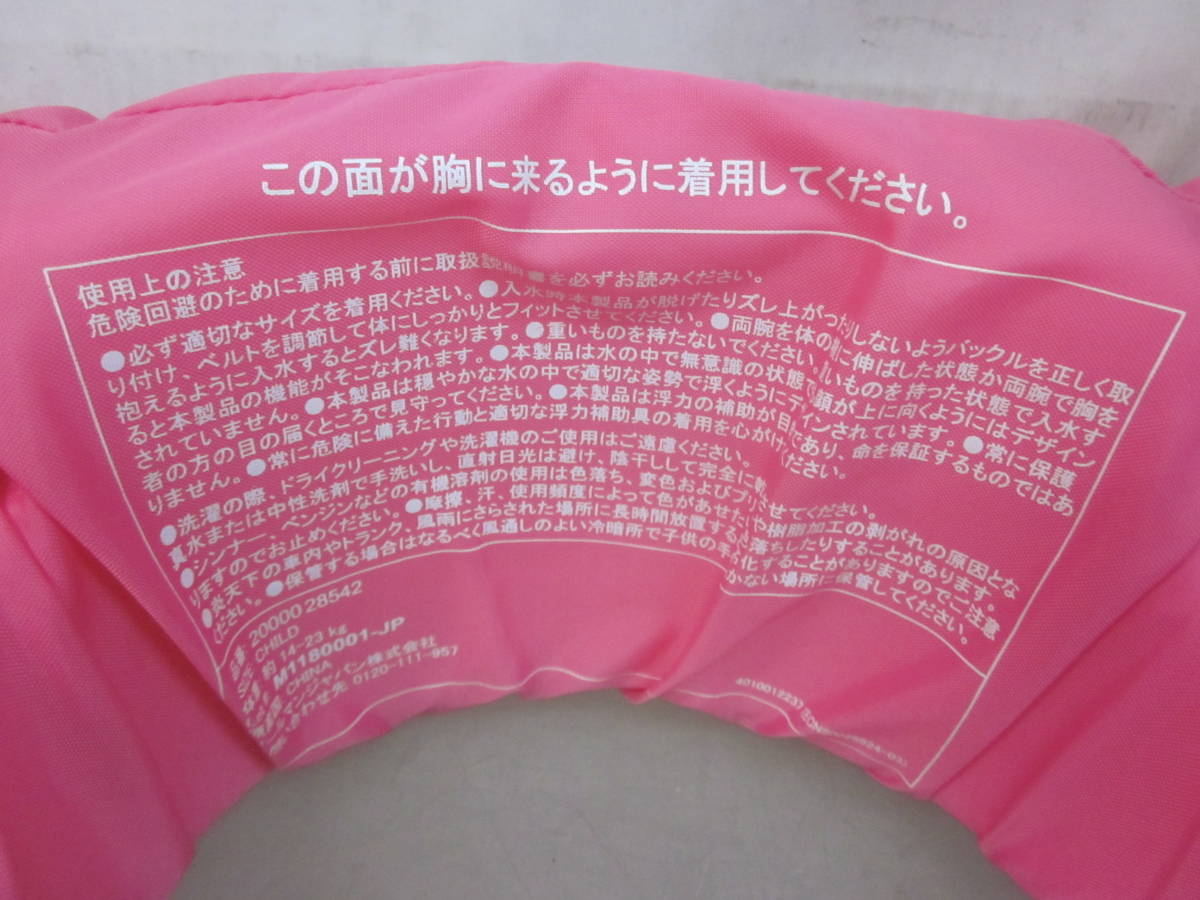 この面が胸に来るように着用してください。
使用上の注意
危険回避のために着用する前に取扱説明書を必ずお読みください。
●必ず適切なサイズを着用ください。●入水時本製品が脱げたりズレ上がったりしないようバックルを正しく取
り付け、ベルトを調節して体にしっかりとフィットさせてください。●両腕を体の横に伸ばした状態か両腕で胸を
抱えるように入水するとズレ難くなります。●重いものを持たないでください。重いものを持った状態で入水す
ると本製品の機能がそこなわれます。●本製品は水の中で無意識の状態で顔が上に向くようにはデザイン
されていません。●本製品は穏やかな水の中で適切な姿勢で浮くようにデザインされています。●常に保護
者の方の目の届くところで見守ってください。●本製品は浮力の補助が目的であり、命を保証するものではあ
りません。●常に危険に備えた行動と適切な浮力補助具の着用を心がけてください。
●洗濯の際、ドライクリーニングや洗濯機のご使用はご遠慮ください。
真水または中性洗剤で手洗いし、直射日光は避け、陰干しして完全に乾かせてください。
●シンナー、ベンジンなどの有機溶剤の使用は色落ち、変色およびプリントや樹脂加工の剥がれの原因とな
りますのでお止めください。●摩擦、汗、使用頻度によって色があせたり色落ちしたりすることがあります。
●炎天下の車内やトランク、風雨にさらされた場所に長時間放置すると劣化することがありますのでご注意
ください。●保管する場合はなるべく風通しのよい冷暗所で子供の手の届かない場所に保管してください。
20000 28542
CHILD
約 14-23 kg
M1180001-JP
CHINA
ジャパン株式会社
わせ先 0120-111-957
4010012237